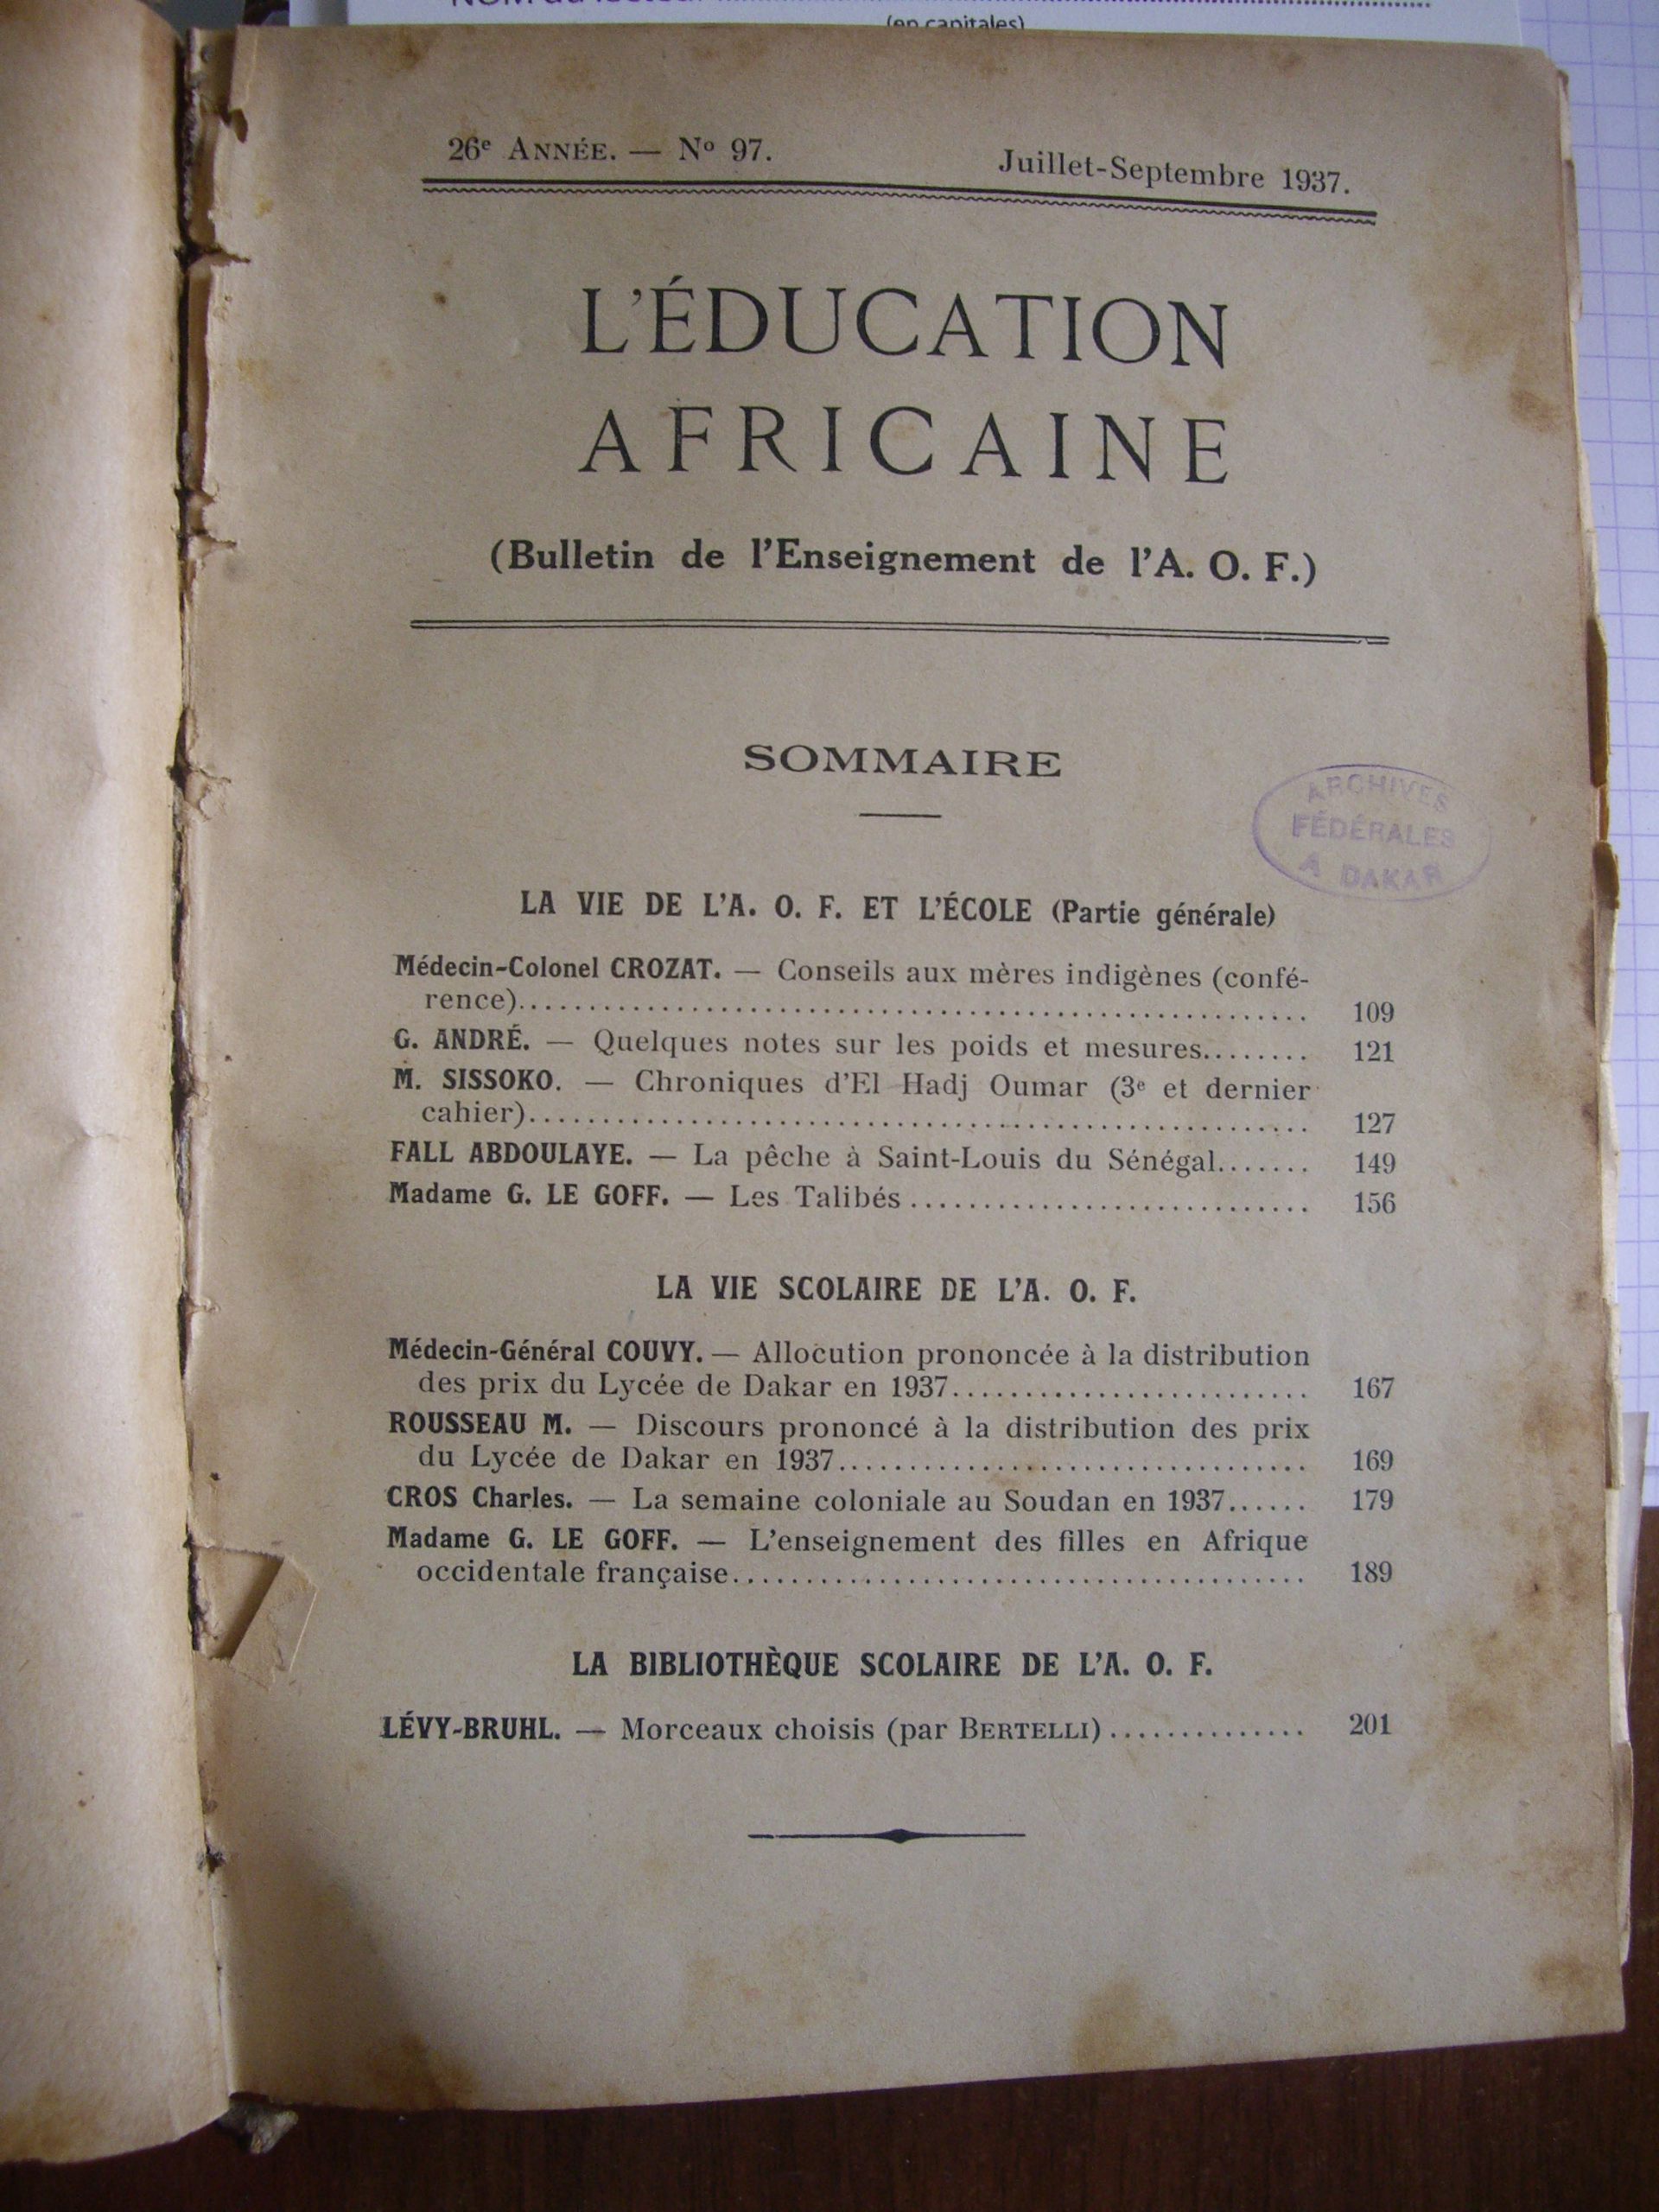 (en capitales)
26e ANNÉE. — No 97.
Juillet-Septembre 1937.
L'ÉDUCATION
AFRICAINE
(Bulletin de l'Enseignement de l'A. O. F.)
SOMMAIRE
ARCHIVES
FÉDÉRALES
A DAKAR
LA VIE DE L'A. O. F. ET L'ÉCOLE (Partie générale)
Médecin-Colonel CROZAT. — Conseils aux mères indigènes (confé-
rence)........ 109
G. ANDRÉ. — Quelques notes sur les poids et mesures........ 121
M. SISSOKO. — Chroniques d'El Hadj Oumar (3e et dernier
cahier)........ 127
FALL ABDOULAYE. — La pêche à Saint-Louis du Sénégal....... 149
Madame G. LE GOFF. — Les Talibés........ 156
LA VIE SCOLAIRE DE L'A. O. F.
Médecin-Général COUVY. — Allocution prononcée à la distribution
des prix du Lycée de Dakar en 1937........ 167
ROUSSEAU M. — Discours prononcé à la distribution des prix
du Lycée de Dakar en 1937........ 169
CROS Charles. — La semaine coloniale au Soudan en 1937...... 179
Madame G. LE GOFF. — L'enseignement des filles en Afrique
occidentale française........ 189
LA BIBLIOTHÈQUE SCOLAIRE DE L'A. O. F.
LÉVY-BRUHL. — Morceaux choisis (par BERTELLI)........ 201